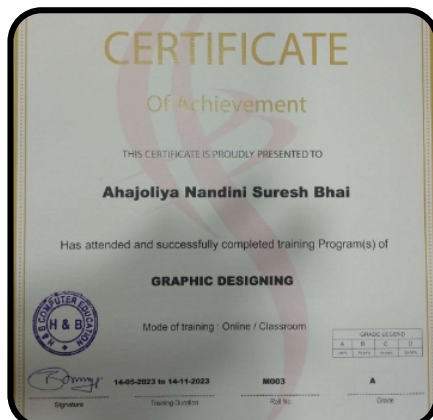 CERTIFICATE
Of Achievement
THIS CERTIFICATE IS PROUDLY PRESENTED TO
Ahajoliya Nandini Suresh Bhai
Has attended and successfully completed training Program(s) of
GRAPHIC DESIGNING
H & B COMPUTER EDUCATION
H & B
Mode of training : Online / Classroom
GRADE LEGEND
A B C D
14-05-2023 to 14-11-2023 M003 A
Signature Training Duration Roll No. Grade